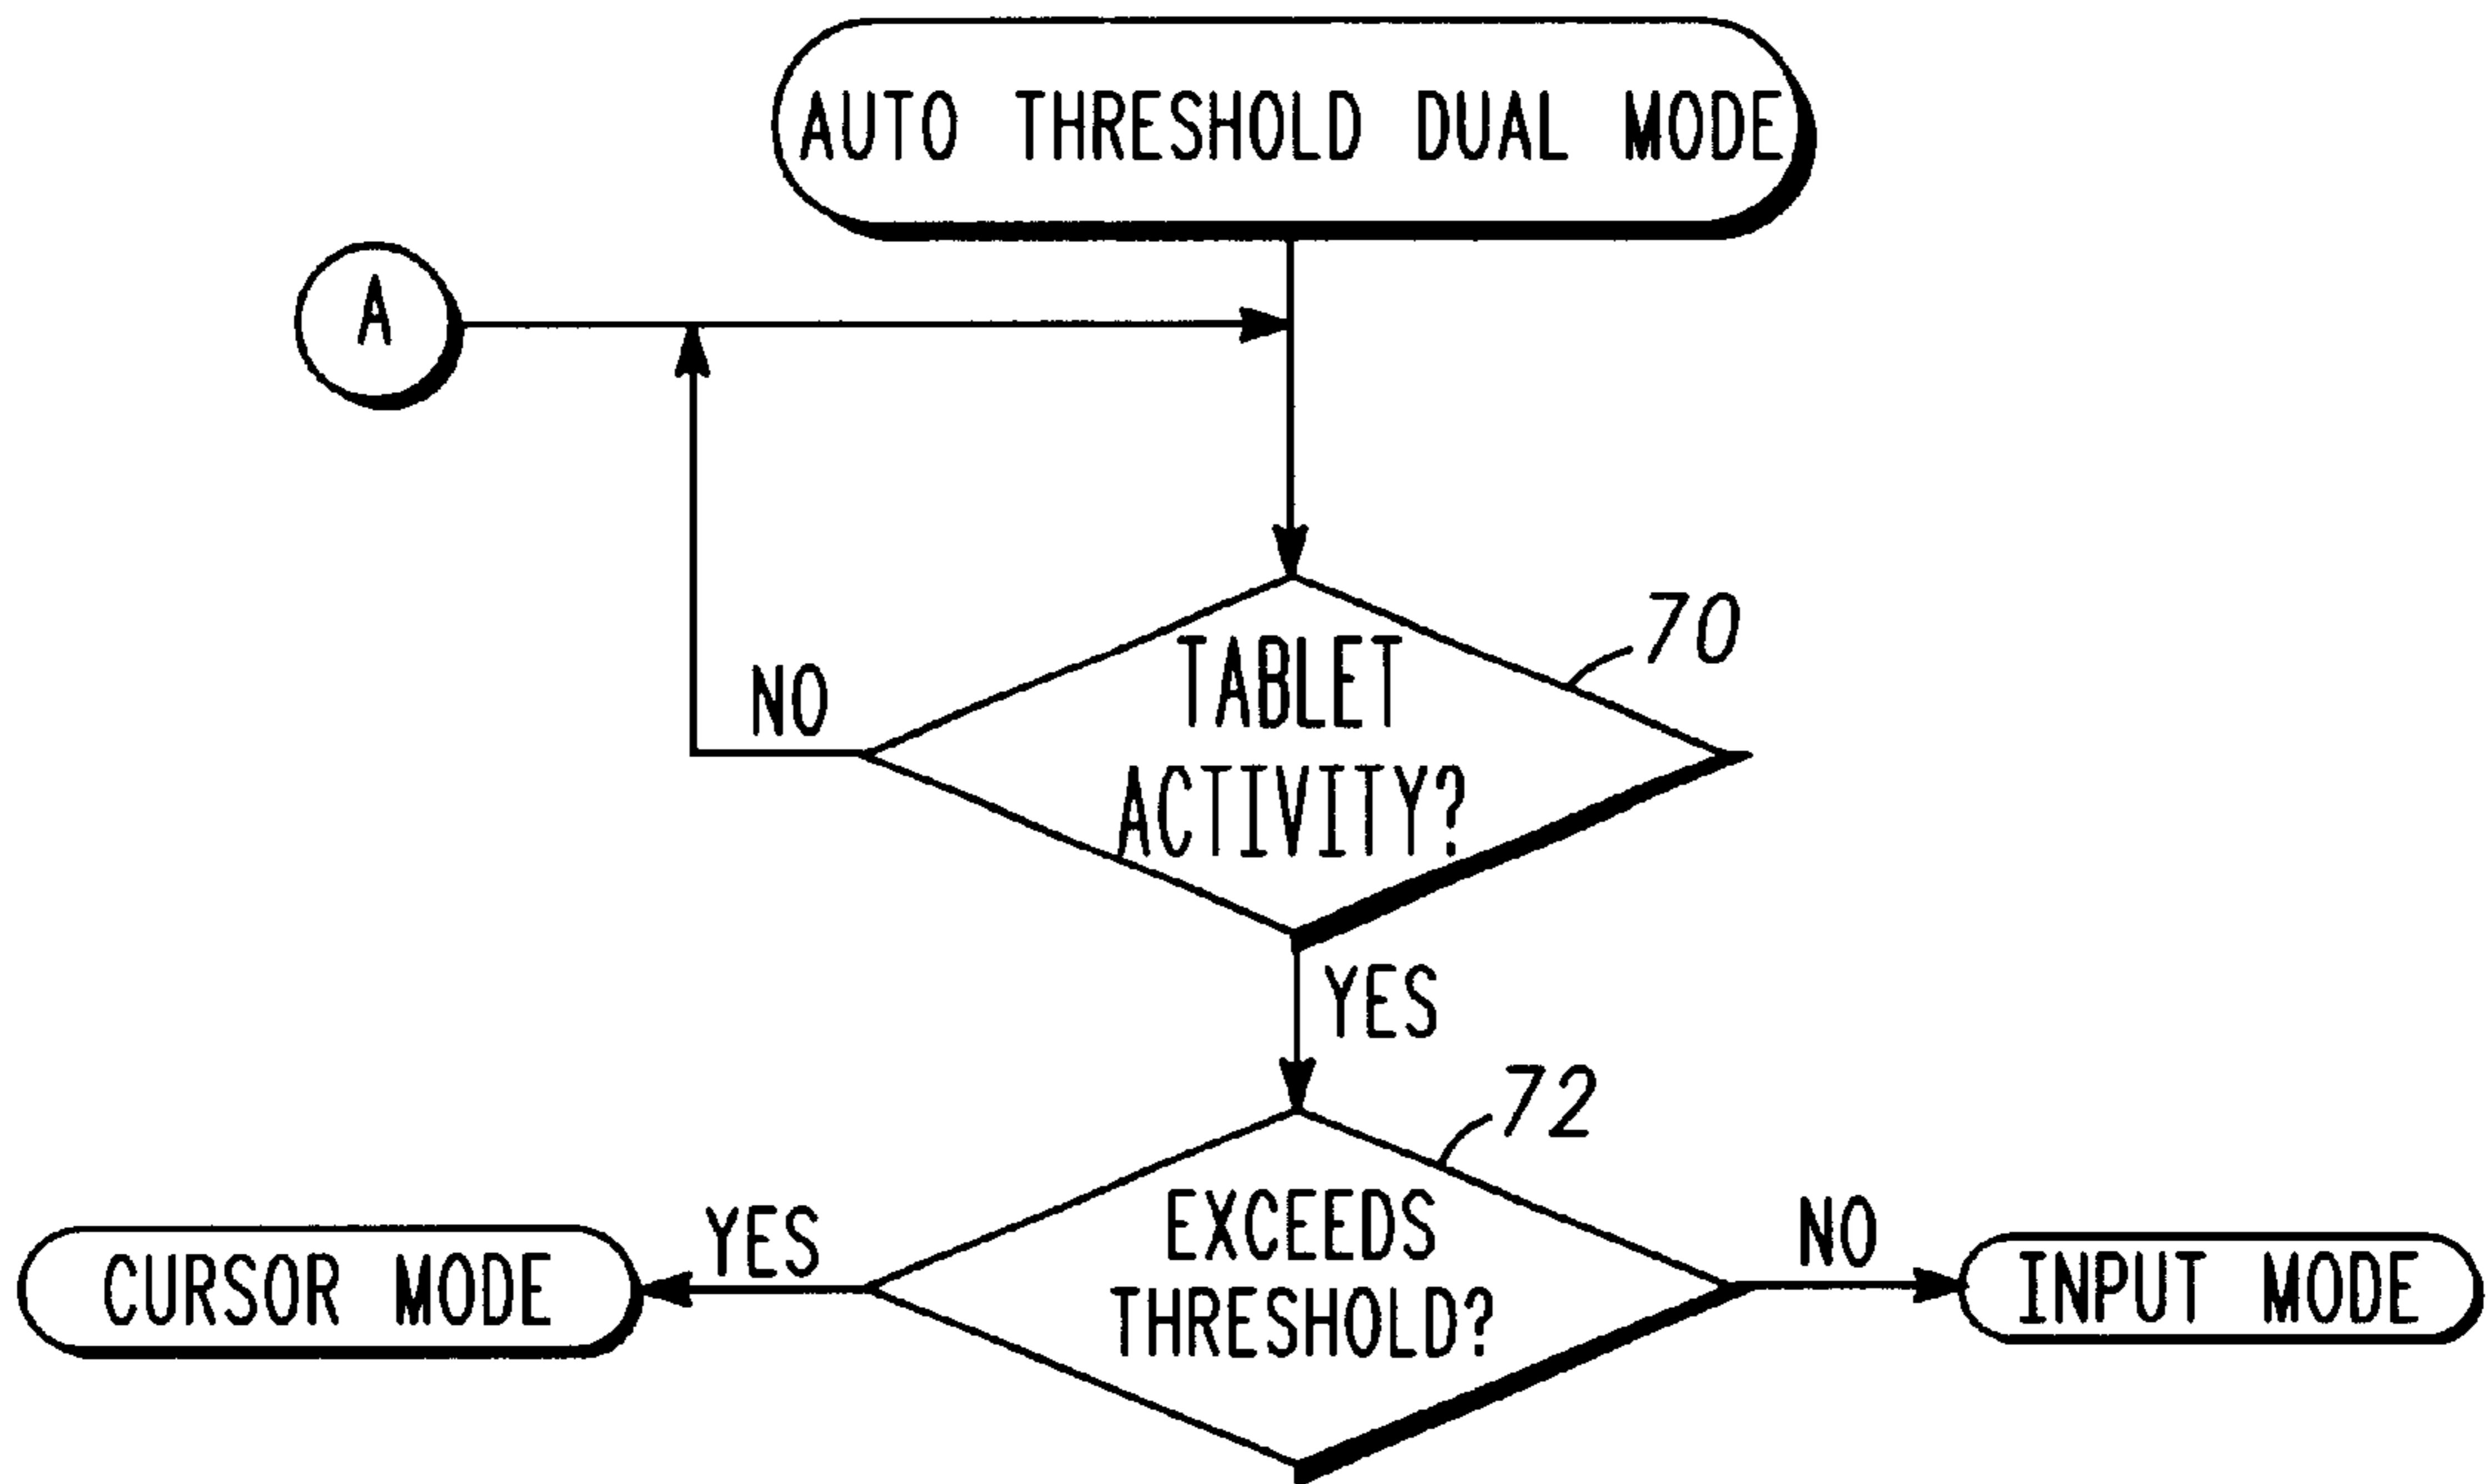 AUTO THRESHOLD DUAL MODE
A
70
TABLET
ACTIVITY?
NO
YES
72
EXCEEDS
THRESHOLD?
YES
NO
CURSOR MODE
INPUT MODE